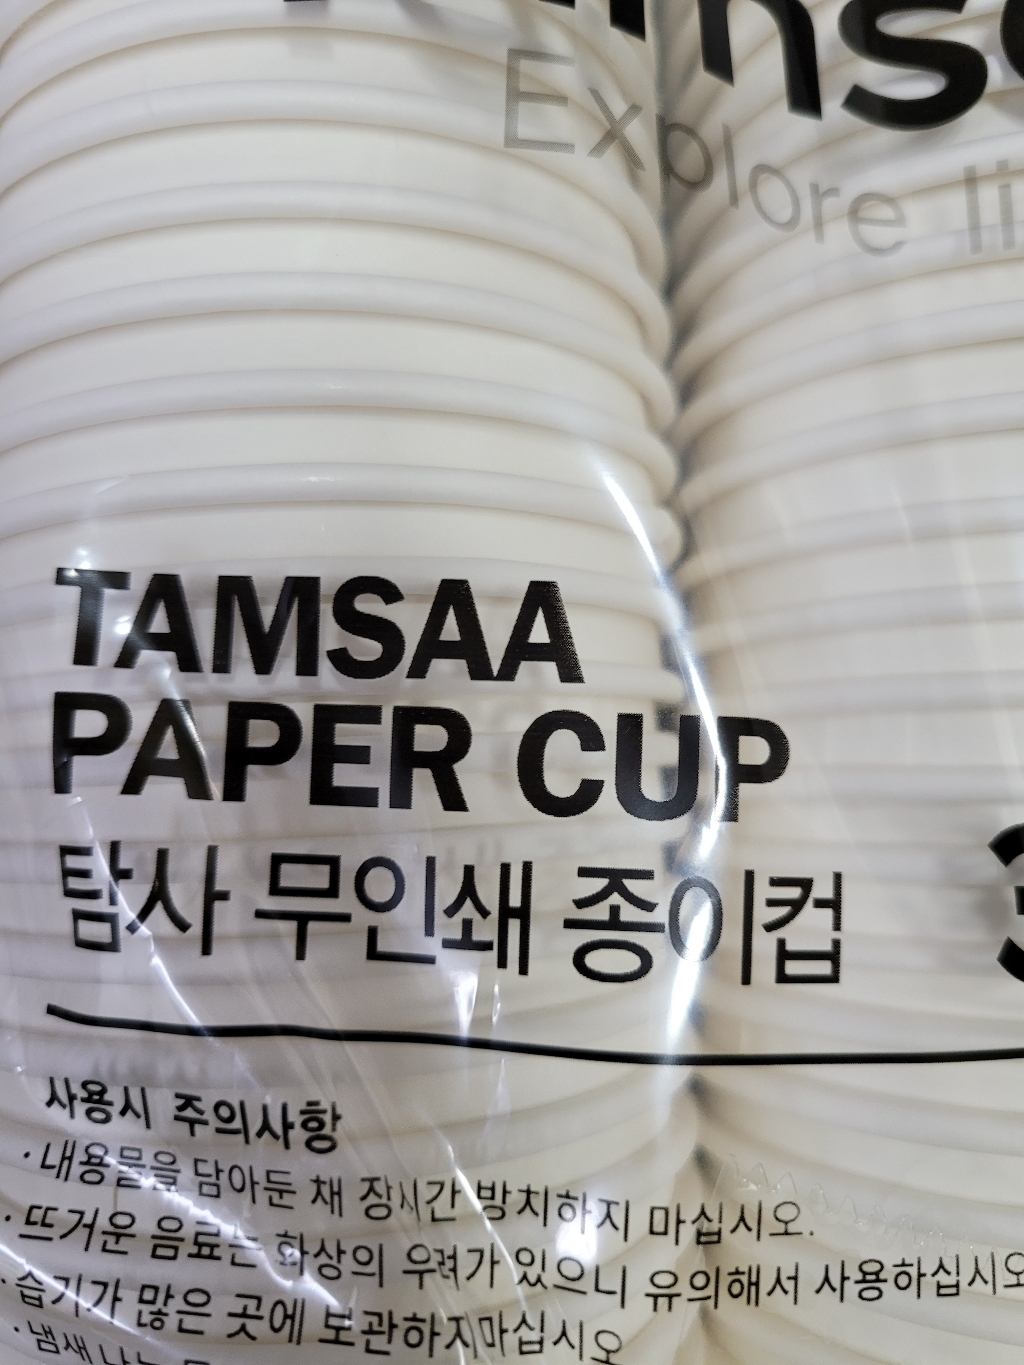 Explore
TAMSAA
PAPER CUP
탐사 무인쇄 종이컵
사용시 주의사항
· 내용물을 담아둔 채 장시간 방치하지 마십시오.
· 뜨거운 음료는 화상의 우려가 있으니 유의해서 사용하십시오
· 습기가 많은 곳에 보관하지마십시오